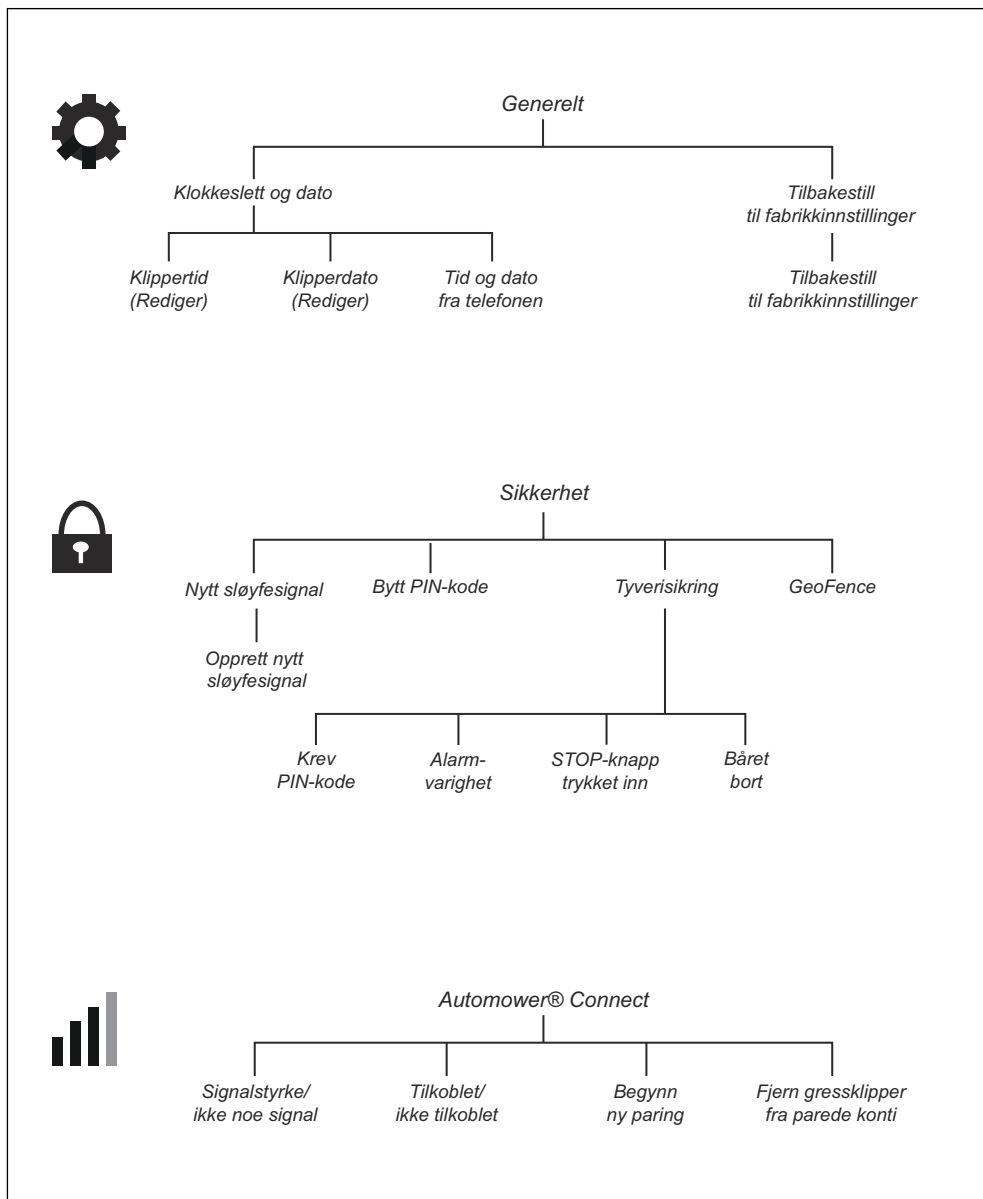 Generelt
Klokkeslett og dato
Tilbakestill
til fabrikkinnstillinger
Klippertid
(Rediger)
Klipperdato
(Rediger)
Tid og dato
fra telefonen
Tilbakestill
til fabrikkinnstillinger
Sikkerhet
Nytt sløyfesignal
Bytt PIN-kode
Tyverisikring
GeoFence
Opprett nytt
sløyfesignal
Krev
PIN-kode
Alarm-
varighet
STOP-knapp
trykket inn
Båret
bort
Automower® Connect
Signalstyrke/
ikke noe signal
Tilkoblet/
ikke tilkoblet
Begynn
ny paring
Fjern gressklipper
fra parede konti